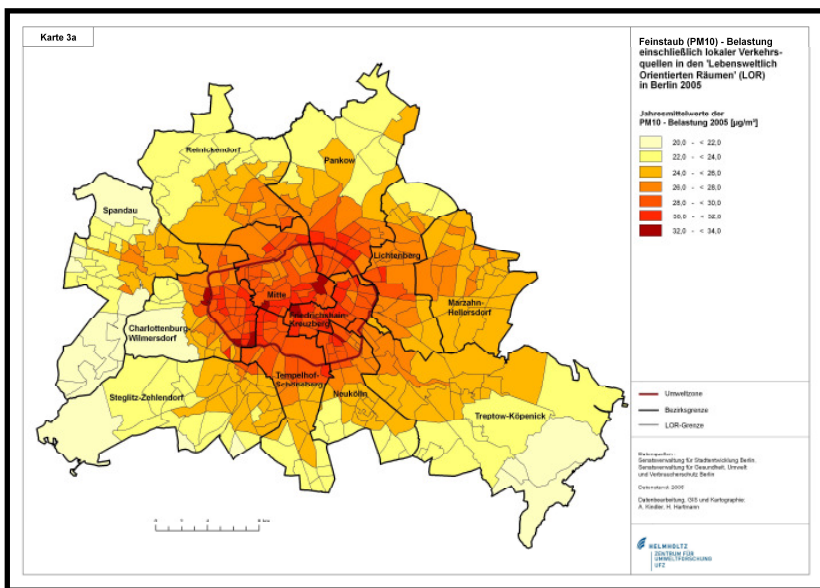 Karte 3a
Feinstaub (PM10) - Belastung
einschließlich lokaler Verkehrs-
quellen in den 'Lebensweltlich
Orientierten Räumen' (LOR)
in Berlin 2005
Jahresmittelwerte der
PM10 - Belastung 2005 [µg/m³]
20,0 - < 22,0
22,0 - < 24,0
24,0 - < 26,0
26,0 - < 28,0
28,0 - < 30,0
30,0 - < 32,0
32,0 - < 34,0
Reinickendorf
Pankow
Spandau
Lichtenberg
Mitte
Marzahn-
Hellersdorf
Friedrichshain-
Kreuzberg
Charlottenburg-
Wilmersdorf
Tempelhof-
Schöneberg
Steglitz-Zehlendorf
Neukölln
Treptow-Köpenick
Umweltzone
Bezirksgrenze
LOR-Grenze
Senatsverwaltung für Stadtentwicklung Berlin,
Senatsverwaltung für Gesundheit, Umwelt
und Verbraucherschutz Berlin
Datenstand: 2005
Datenbearbeitung, GIS und Kartographie:
A. Kindler, H. Hartmann
HELMHOLTZ
ZENTRUM FÜR
UMWELTFORSCHUNG
UFZ